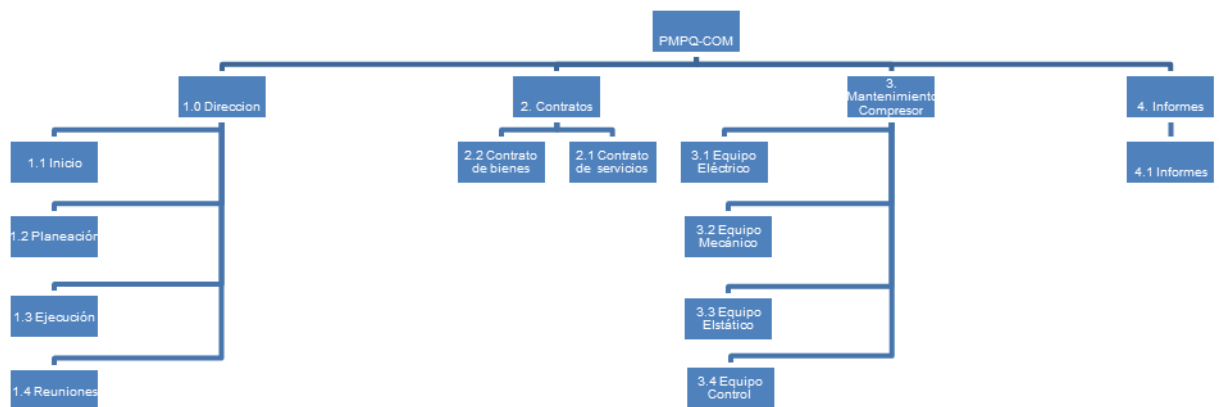 PMPQ-COM
1.0 Direccion
2. Contratos
3.
Mantenimiento
Compresor
4. Informes
1.1 Inicio
2.2 Contrato
de bienes
2.1 Contrato
de servicios
3.1 Equipo
Eléctrico
4.1 Informes
1.2 Planeación
3.2 Equipo
Mecánico
1.3 Ejecución
3.3 Equipo
Elstático
1.4 Reuniones
3.4 Equipo
Control